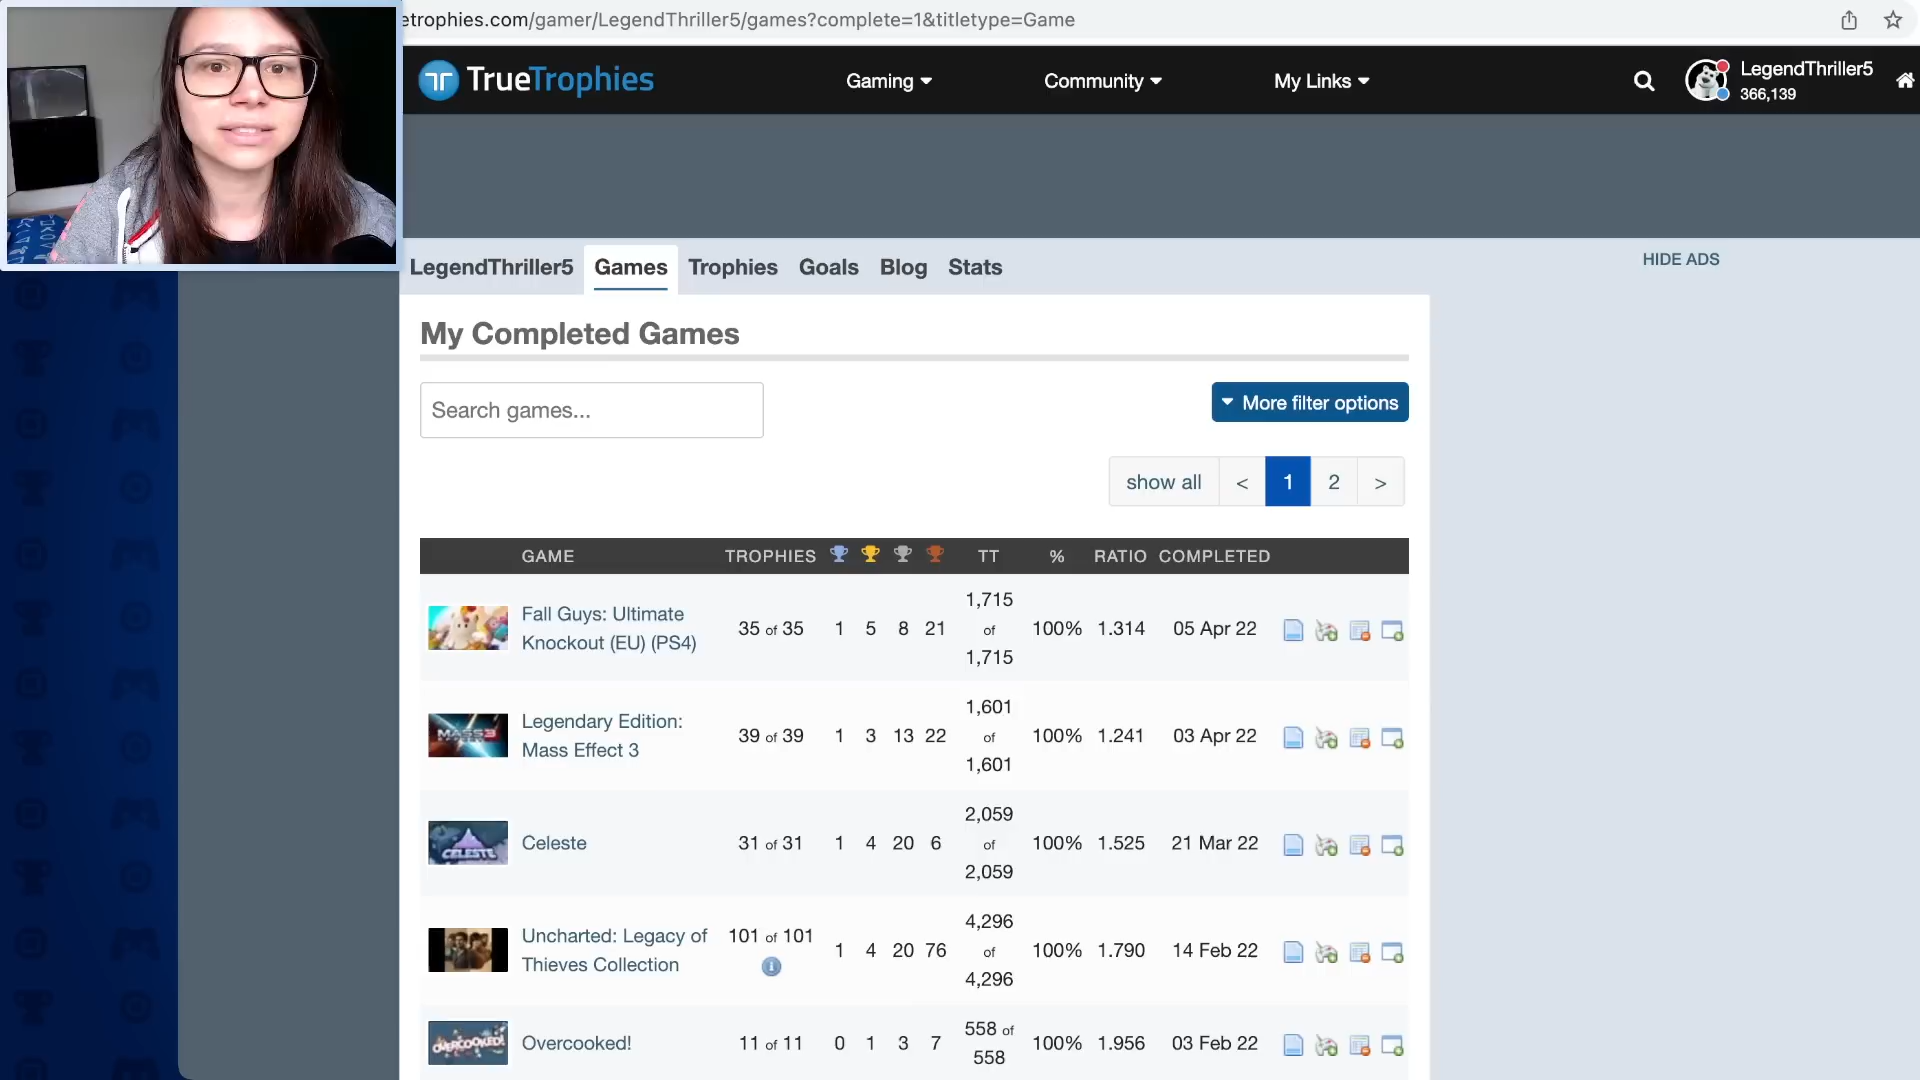 etrophies.com/gamer/LegendThriller5/games?complete=1&titletype=Game
TrueTrophies
Gaming
Community
My Links
LegendThriller5
366,139
HIDE ADS
LegendThriller5 Games Trophies Goals Blog Stats
My Completed Games
Search games...
More filter options
show all < 1 2 >
GAME TROPHIES TT % RATIO COMPLETED
Fall Guys: Ultimate
Knockout (EU) (PS4)
35 of 35 1 5 8 21
1,715
of
1,715
100% 1.314 05 Apr 22
Legendary Edition:
Mass Effect 3
39 of 39 1 3 13 22
1,601
of
1,601
100% 1.241 03 Apr 22
CELESTE
Celeste
31 of 31 1 4 20 6
2,059
of
2,059
100% 1.525 21 Mar 22
Uncharted: Legacy of
Thieves Collection
101 of 101 1 4 20 76
4,296
of
4,296
100% 1.790 14 Feb 22
OVERCOOKED!
Overcooked!
11 of 11 0 1 3 7
558 of
558
100% 1.956 03 Feb 22